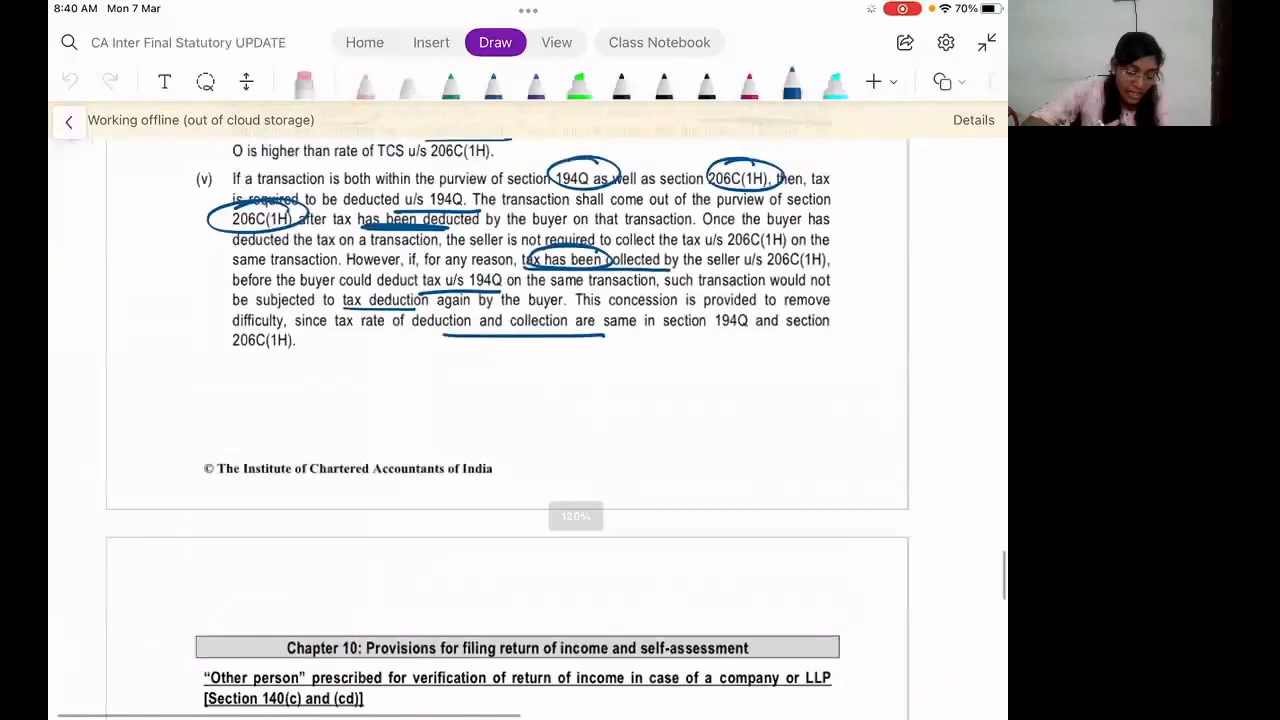 8:40 AM Mon 7 Mar
70%
CA Inter Final Statutory UPDATE
Home Insert Draw View Class Notebook
T
Working offline (out of cloud storage)
Details
O is higher than rate of TCS u/s 206C(1H).
(v) If a transaction is both within the purview of section 194Q as well as section 206C(1H), then, tax
is required to be deducted u/s 194Q. The transaction shall come out of the purview of section
206C(1H) after tax has been deducted by the buyer on that transaction. Once the buyer has
deducted the tax on a transaction, the seller is not required to collect the tax u/s 206C(1H) on the
same transaction. However, if, for any reason, tax has been collected by the seller u/s 206C(1H),
before the buyer could deduct tax u/s 194Q on the same transaction, such transaction would not
be subjected to tax deduction again by the buyer. This concession is provided to remove
difficulty, since tax rate of deduction and collection are same in section 194Q and section
206C(1H).
© The Institute of Chartered Accountants of India
120%
Chapter 10: Provisions for filing return of income and self-assessment
“Other person” prescribed for verification of return of income in case of a company or LLP
[Section 140(c) and (cd)]